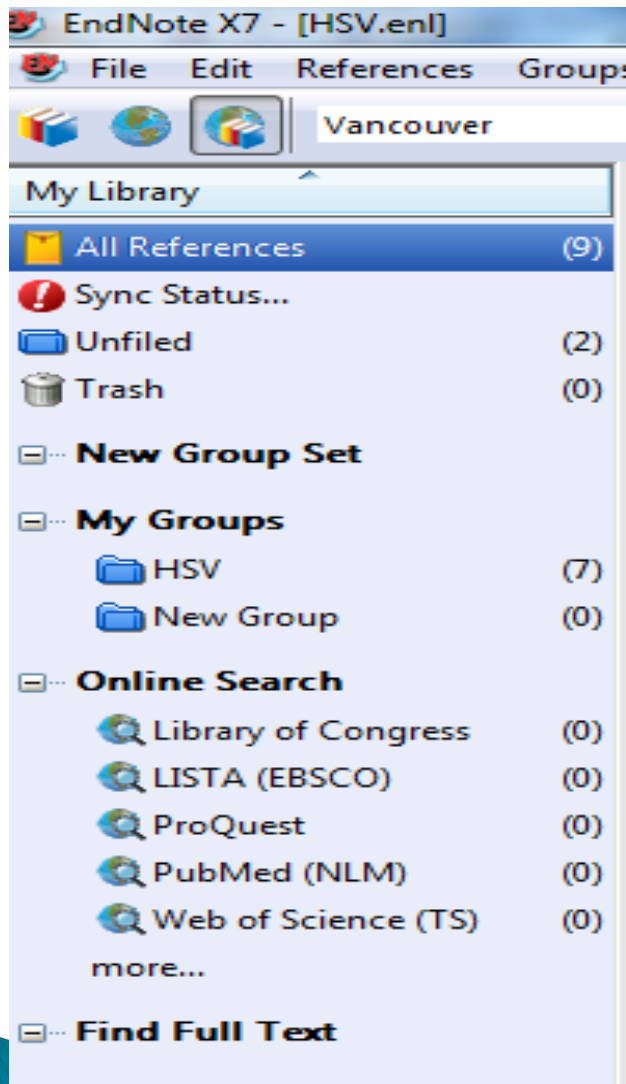 EndNote X7 - [HSV.enl]
File Edit References Groups
Vancouver
My Library
All References (9)
Sync Status...
Unfiled (2)
Trash (0)
New Group Set
My Groups
HSV (7)
New Group (0)
Online Search
Library of Congress (0)
LISTA (EBSCO) (0)
ProQuest (0)
PubMed (NLM) (0)
Web of Science (TS) (0)
more...
Find Full Text